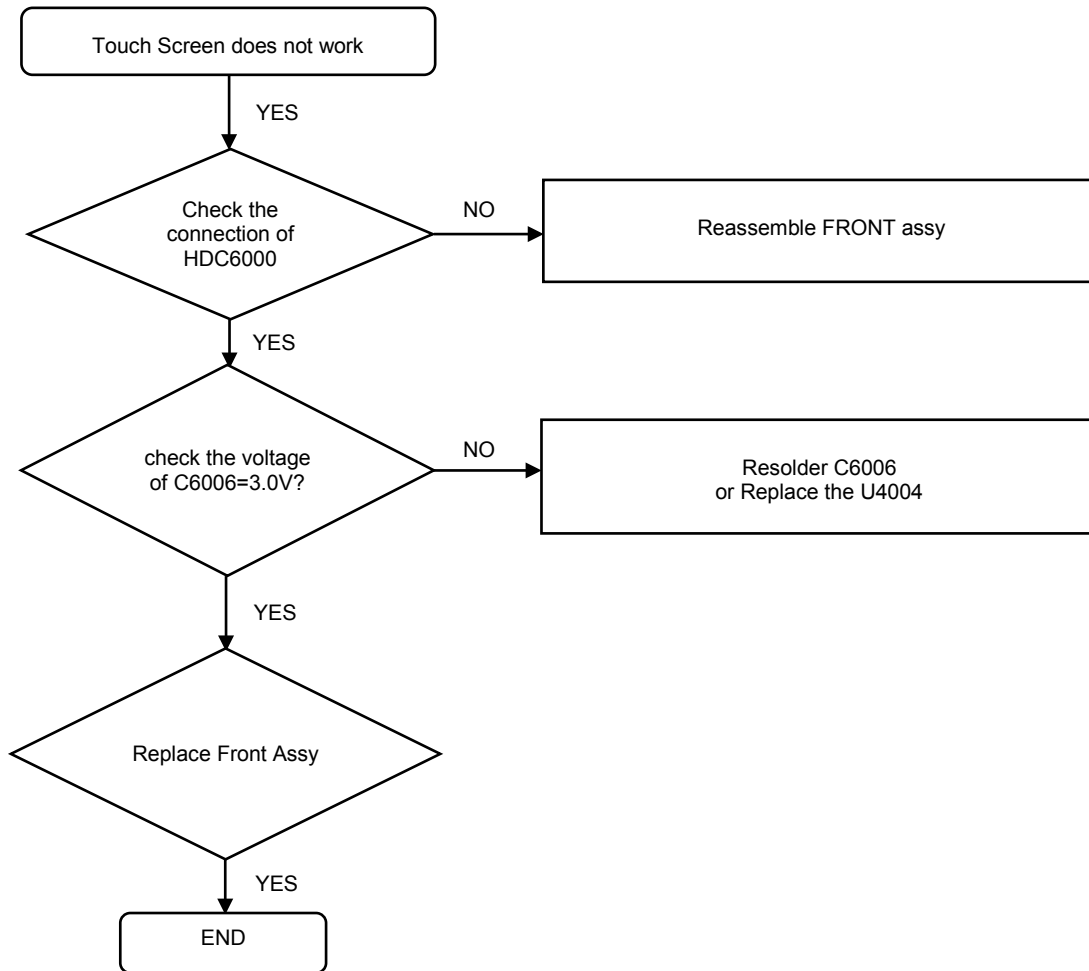 Touch Screen does not work
YES
Check the
connection of
HDC6000
NO
Reassemble FRONT assy
YES
check the voltage
of C6006=3.0V?
NO
Resolder C6006
or Replace the U4004
YES
Replace Front Assy
YES
END